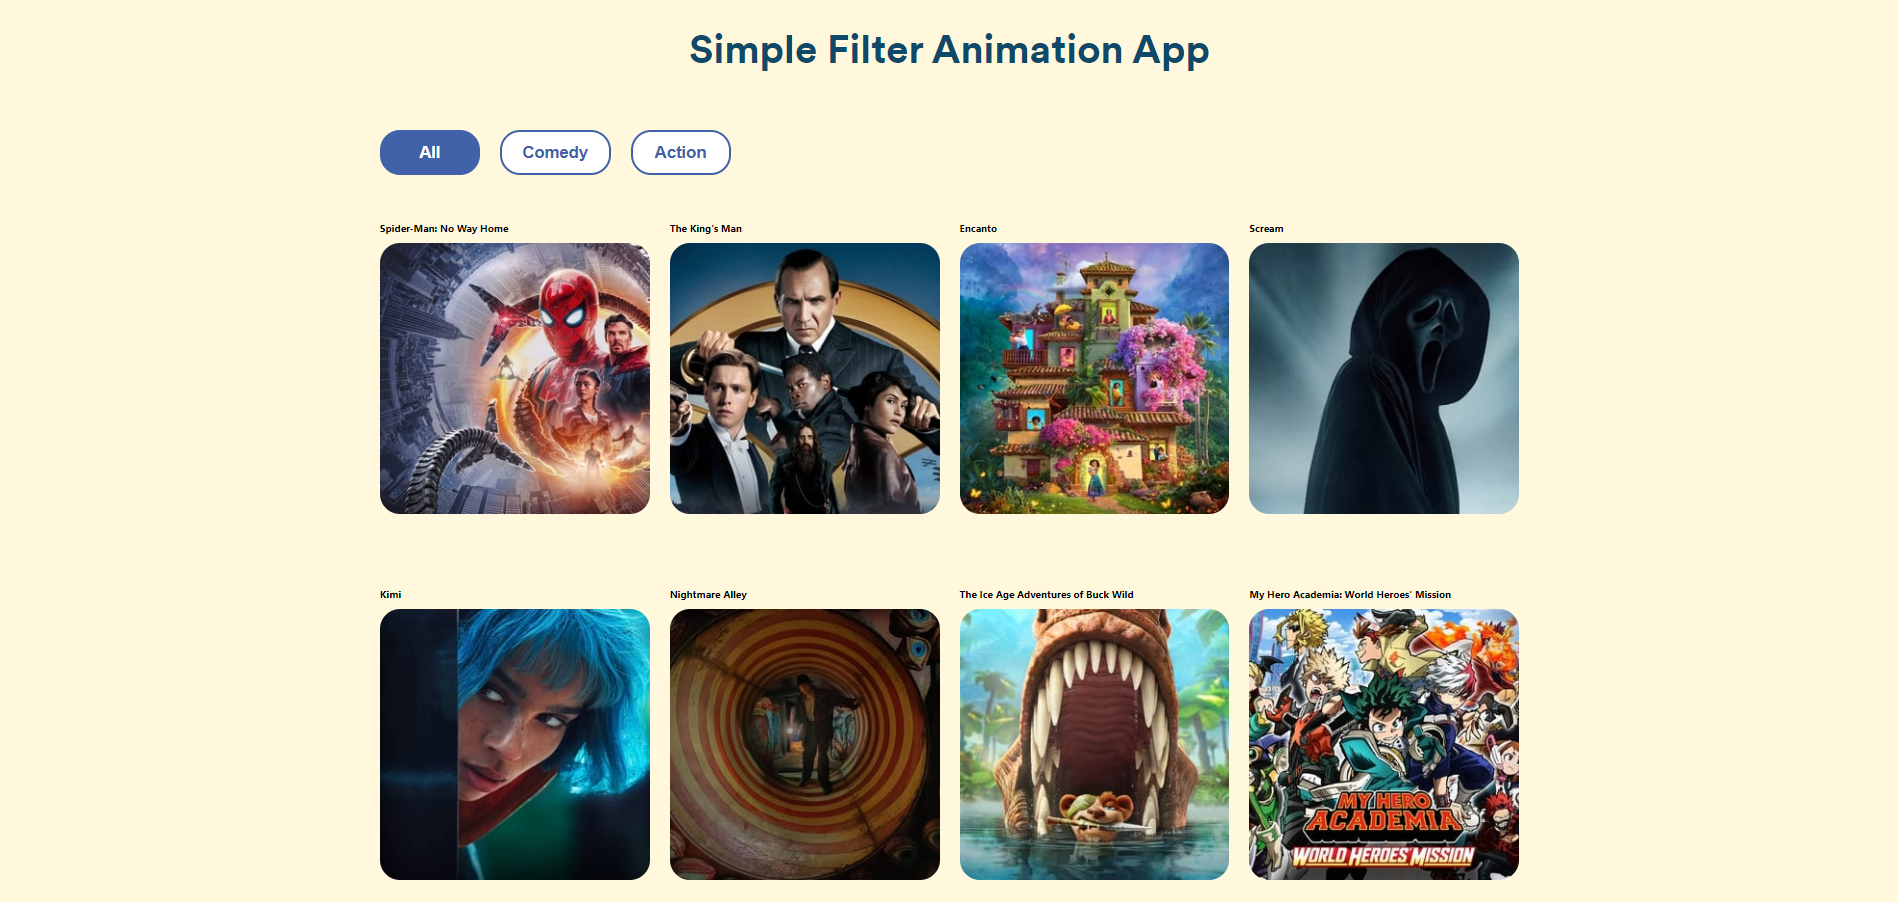 Simple Filter Animation App
All Comedy Action
Spider-Man: No Way Home
The King's Man
Encanto
Scream
Kimi
Nightmare Alley
The Ice Age Adventures of Buck Wild
My Hero Academia: World Heroes' Mission
MY HERO
ACADEMIA
WORLD HEROES' MISSION